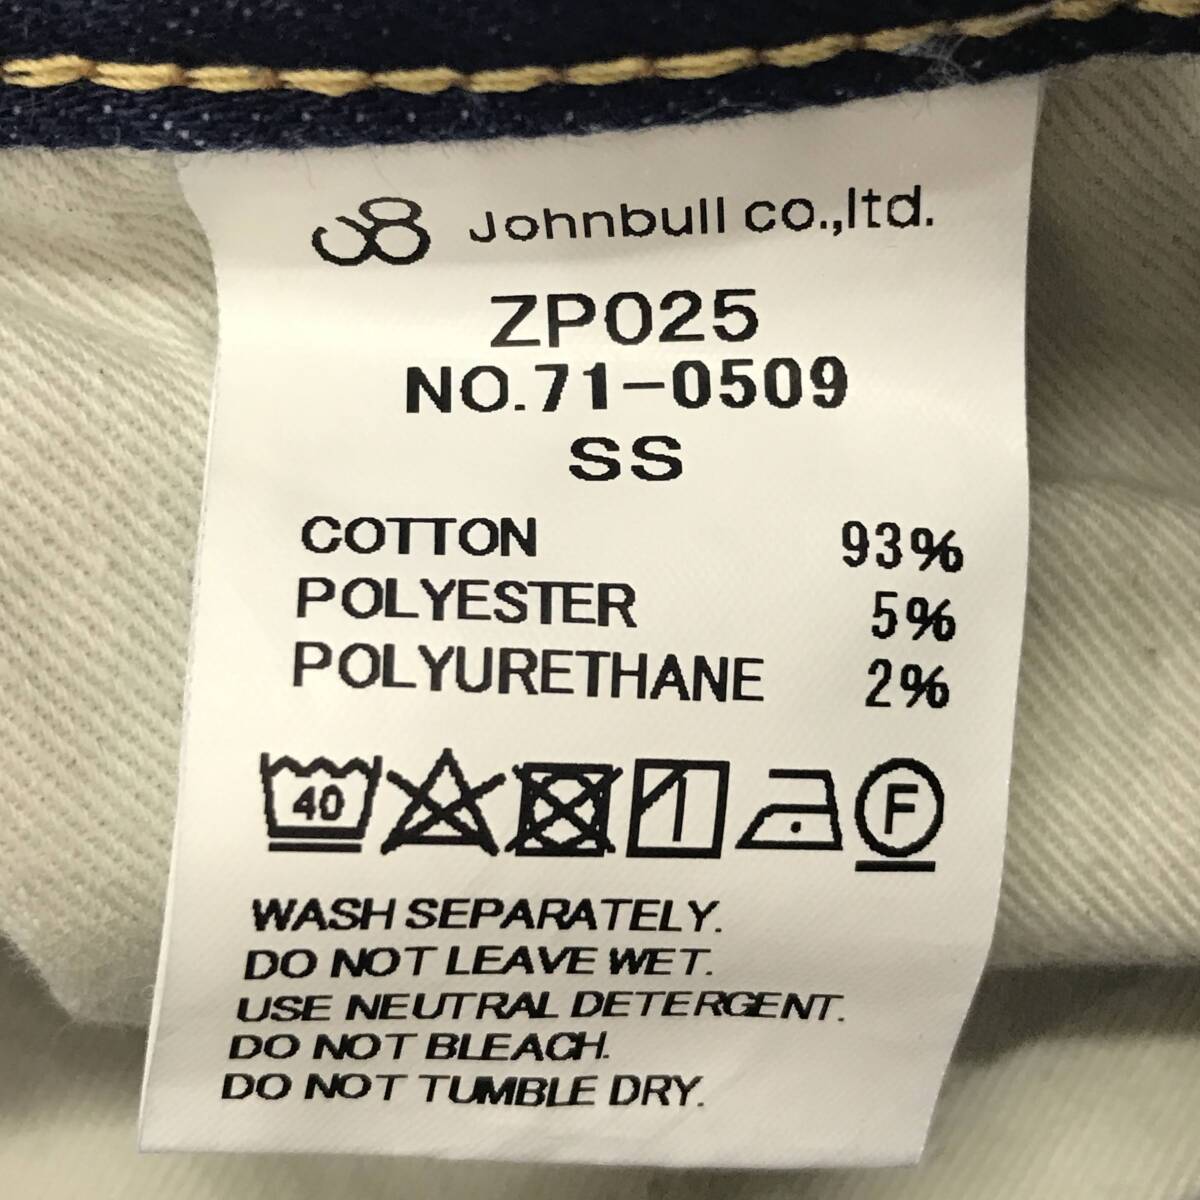 Johnbull co.,ltd.
ZP025
NO.71-0509
SS
COTTON 93%
POLYESTER 5%
POLYURETHANE 2%
40 F
WASH SEPARATELY.
DO NOT LEAVE WET.
USE NEUTRAL DETERGENT.
DO NOT BLEACH.
DO NOT TUMBLE DRY.